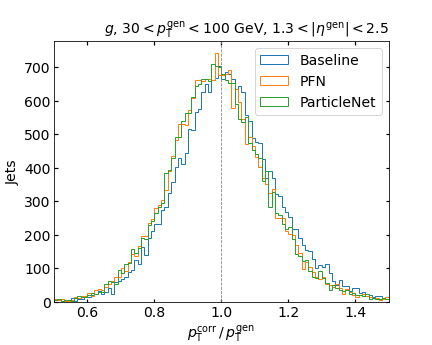 g, 30 < p_T^gen < 100 GeV, 1.3 < |η^gen| < 2.5
Baseline
PFN
ParticleNet
Jets
700
600
500
400
300
200
100
0
0.6 0.8 1.0 1.2 1.4
p_T^corr / p_T^gen